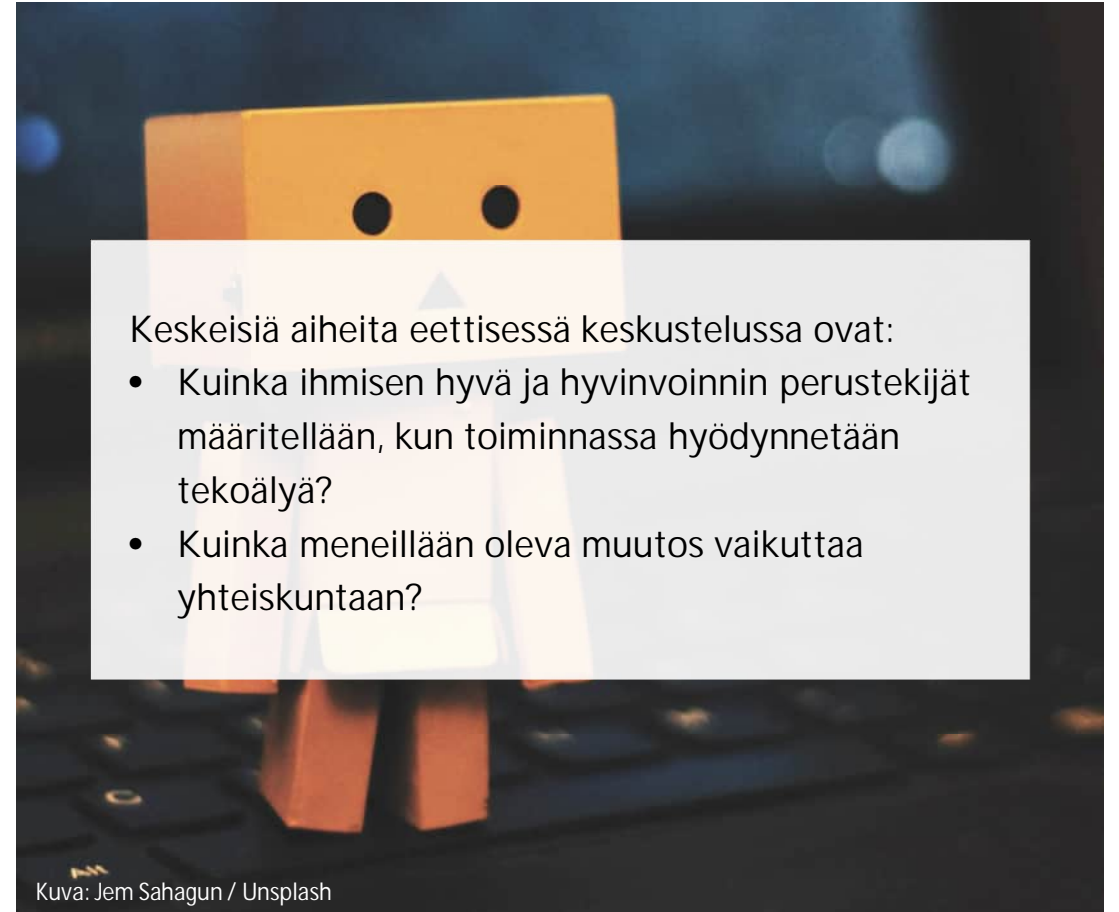 Keskeisiä aiheita eettisessä keskustelussa ovat:
• Kuinka ihmisen hyvä ja hyvinvoinnin perustekijät
määritellään, kun toiminnassa hyödynnetään
tekoälyä?
• Kuinka meneillään oleva muutos vaikuttaa
yhteiskuntaan?
Kuva: Jem Sahagun / Unsplash